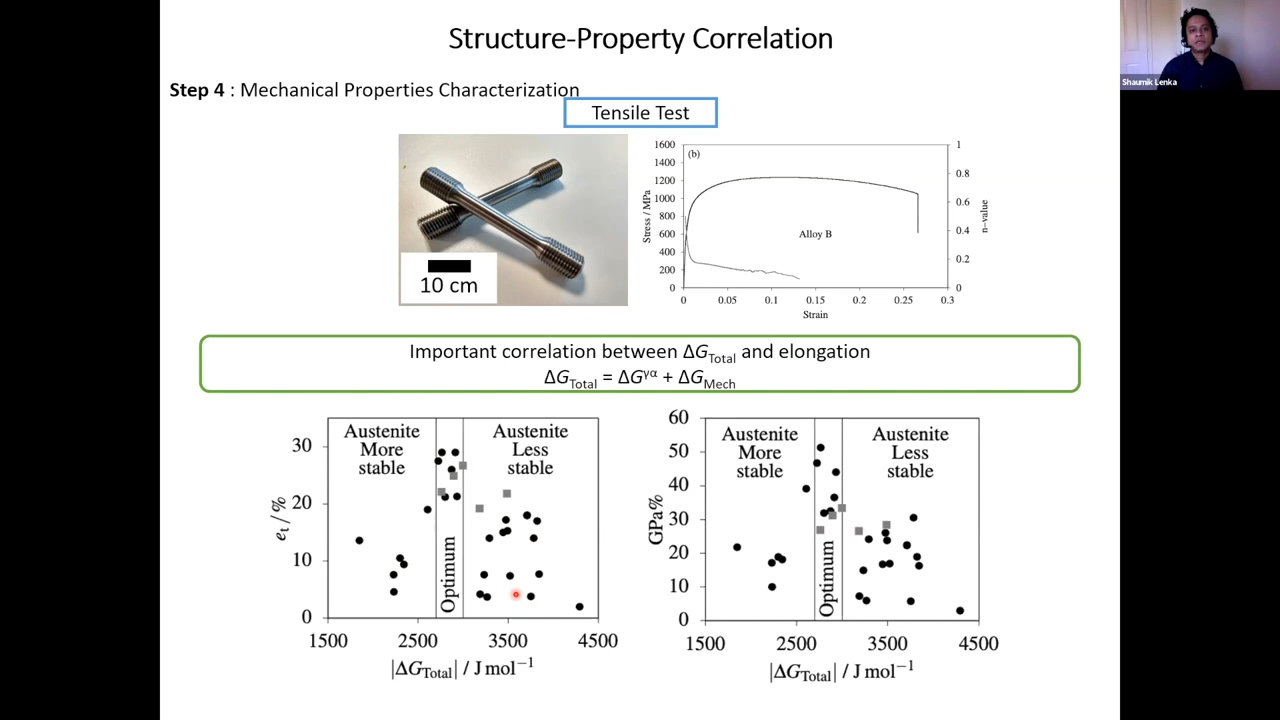 Structure-Property Correlation
Shaumik Lenka
Step 4 : Mechanical Properties Characterization
Tensile Test
10 cm
1600
1400
1200
1000
800
600
400
200
0
Stress / MPa
(b)
Alloy B
1
0.8
0.6
0.4
0.2
0
n-value
0
0.05
0.1
0.15
0.2
0.25
0.3
Strain
Important correlation between ΔGTotal and elongation
ΔGTotal = ΔGγα + ΔGMech
30
20
10
0
et / %
Austenite
More
stable
Optimum
Austenite
Less
stable
1500
2500
3500
4500
|ΔGTotal| / J mol−1
60
50
40
30
20
10
0
GPa%
Austenite
More
stable
Optimum
Austenite
Less
stable
1500
2500
3500
4500
|ΔGTotal| / J mol−1